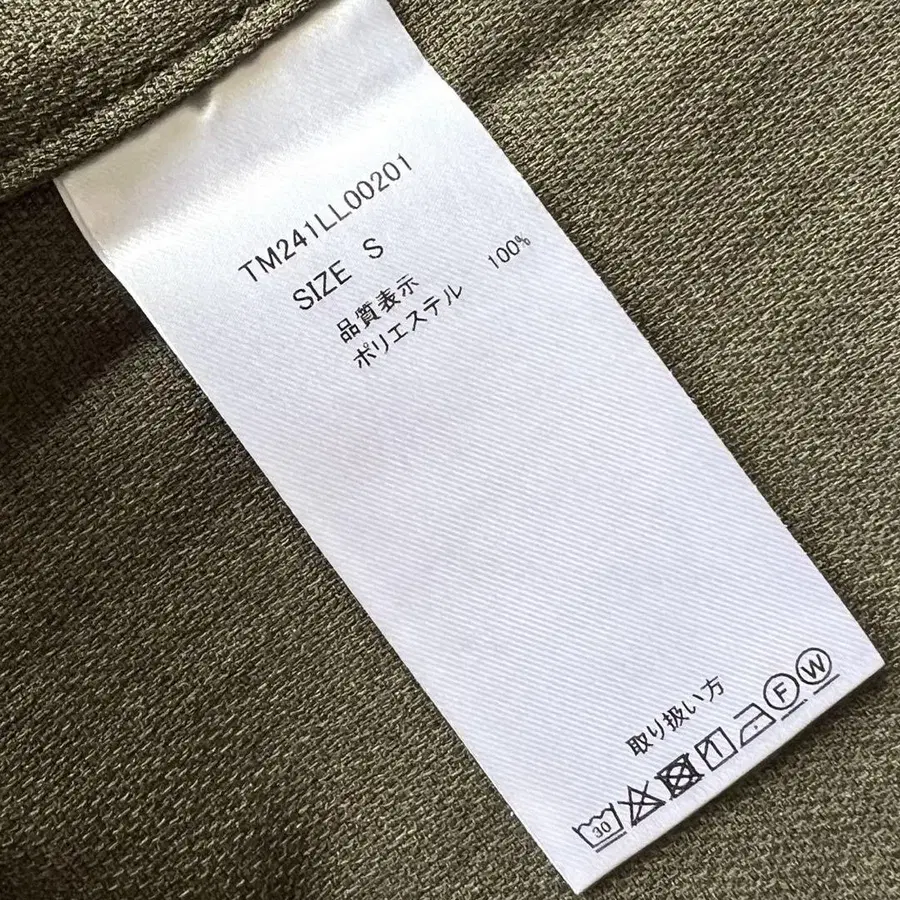 TM241LL00201
SIZE S
品質表示
ポリエステル 100%
取り扱い方
30 F W